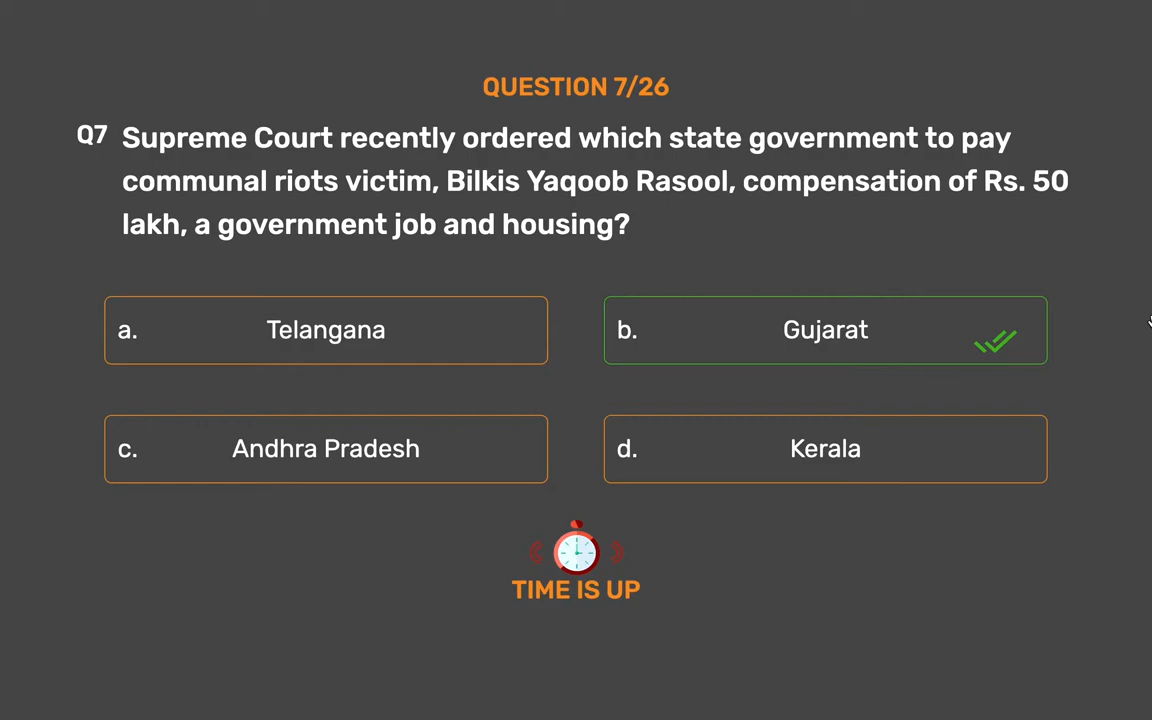 QUESTION 7/26
Q7 Supreme Court recently ordered which state government to pay
communal riots victim, Bilkis Yaqoob Rasool, compensation of Rs. 50
lakh, a government job and housing?
a. Telangana
b. Gujarat
c. Andhra Pradesh
d. Kerala
TIME IS UP